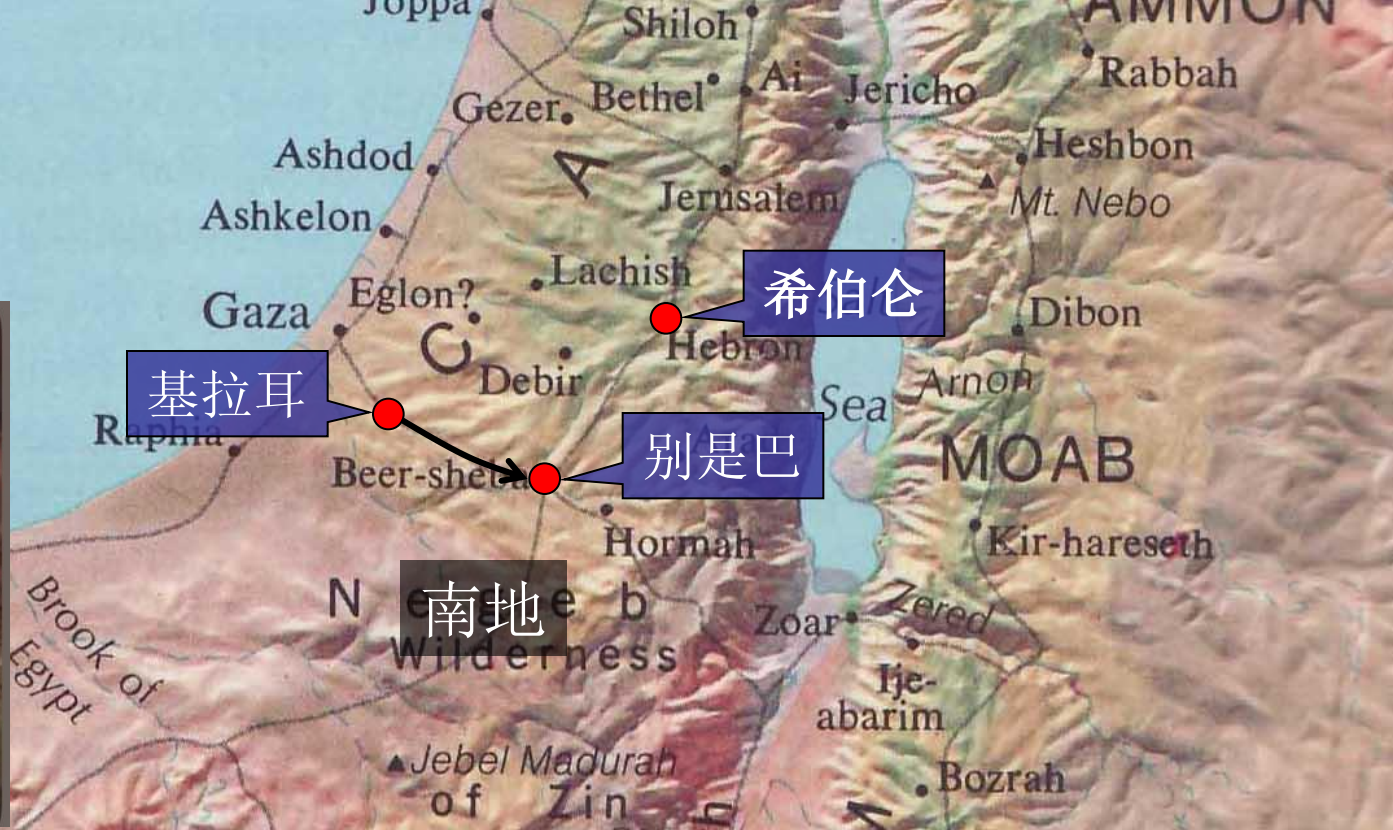 Joppa
Shiloh
AMMON
Bethel
Ai
Jericho
Rabbah
Gezer
Ashdod
A
Heshbon
Jerusalem
Mt. Nebo
Ashkelon
Lachish
希伯仑
Eglon?
Gaza
C
Hebron
Dibon
Debir
基拉耳
Arnon
Sea
Raphia
别是巴
MOAB
Beer-sheba
Hormah
Kir-hareseth
Negeb
南地
Wilderness
Zoar
Zered
Brook of
Egypt
Ije-
abarim
Jebel Madurah
of Zin
Bozrah
h